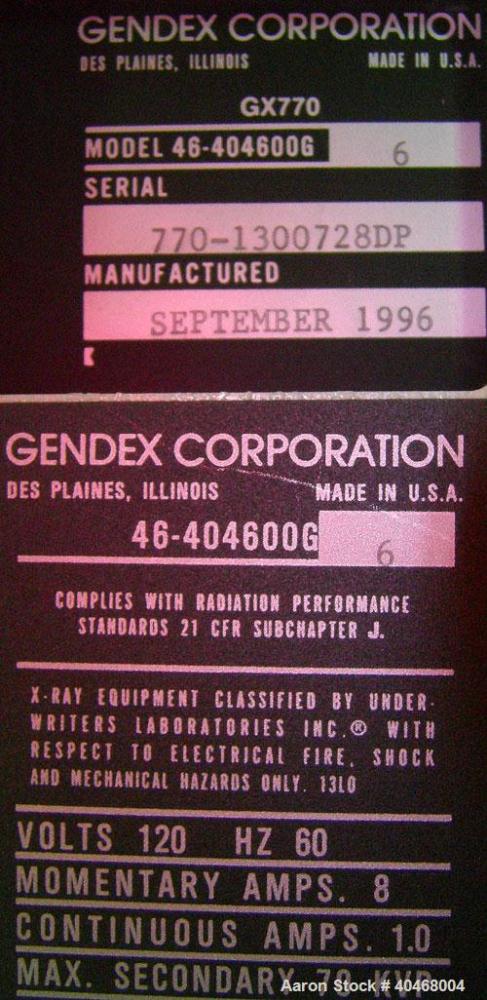 GENDEX CORPORATION
DES PLAINES, ILLINOIS MADE IN U.S.A.
GX770
MODEL 46-404600G 6
SERIAL
770-1300728DP
MANUFACTURED
SEPTEMBER 1996
GENDEX CORPORATION
DES PLAINES, ILLINOIS MADE IN U.S.A.
46-404600G 6
COMPLIES WITH RADIATION PERFORMANCE
STANDARDS 21 CFR SUBCHAPTER J.
X-RAY EQUIPMENT CLASSIFIED BY UNDER-
WRITERS LABORATORIES INC.® WITH
RESPECT TO ELECTRICAL FIRE, SHOCK
AND MECHANICAL HAZARDS ONLY. 13L0
VOLTS 120 HZ 60
MOMENTARY AMPS. 8
CONTINUOUS AMPS. 1.0
MAX. SECONDARY
Aaron Stock # 40468004